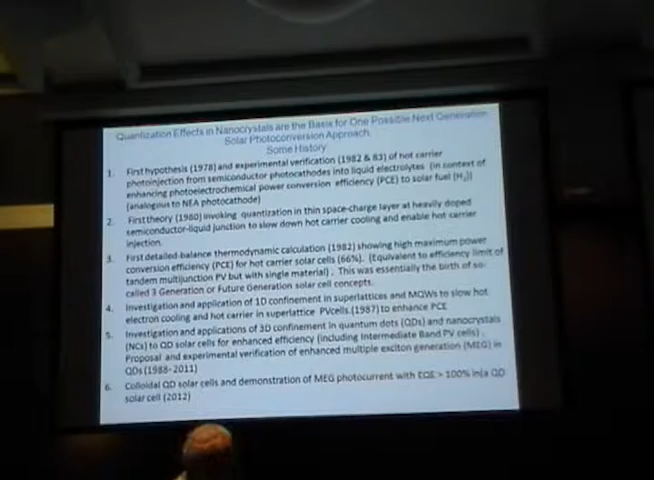 Quantization Effects in Nanocrystals are the Basis for One Possible Next Generation
Solar Photoconversion Approach
Some History
1. First hypothesis (1978) and experimental verification (1982 & 83) of hot carrier
photoinjection from semiconductor photocathodes into liquid electrolytes (in context of
enhancing photoelectrochemical power conversion efficiency (PCE) to solar fuel (H2))
(analogous to NEA photocathode)
2. First theory (1980) invoking quantization in thin space-charge layer at heavily doped
semiconductor-liquid junction to slow down hot carrier cooling and enable hot carrier
injection.
3. First detailed-balance thermodynamic calculation (1982) showing high maximum power
conversion efficiency (PCE) for hot carrier solar cells (66%). (Equivalent to efficiency limit of
tandem multijunction PV but with single material). This was essentially the birth of so-
called 3 Generation or Future Generation solar cell concepts.
4. Investigation and application of 1D confinement in superlattices and MQWs to slow hot
electron cooling and hot carrier in superlattice PVcells.(1987) to enhance PCE
5. Investigation and applications of 3D confinement in quantum dots (QDs) and nanocrystals
(NCs) to QD solar cells for enhanced efficiency (including Intermediate Band PV cells).
Proposal and experimental verification of enhanced multiple exciton generation (MEG) in
QDs (1988-2011)
6. Colloidal QD solar cells and demonstration of MEG photocurrent with EQE > 100% in(a QD
solar cell (2012)